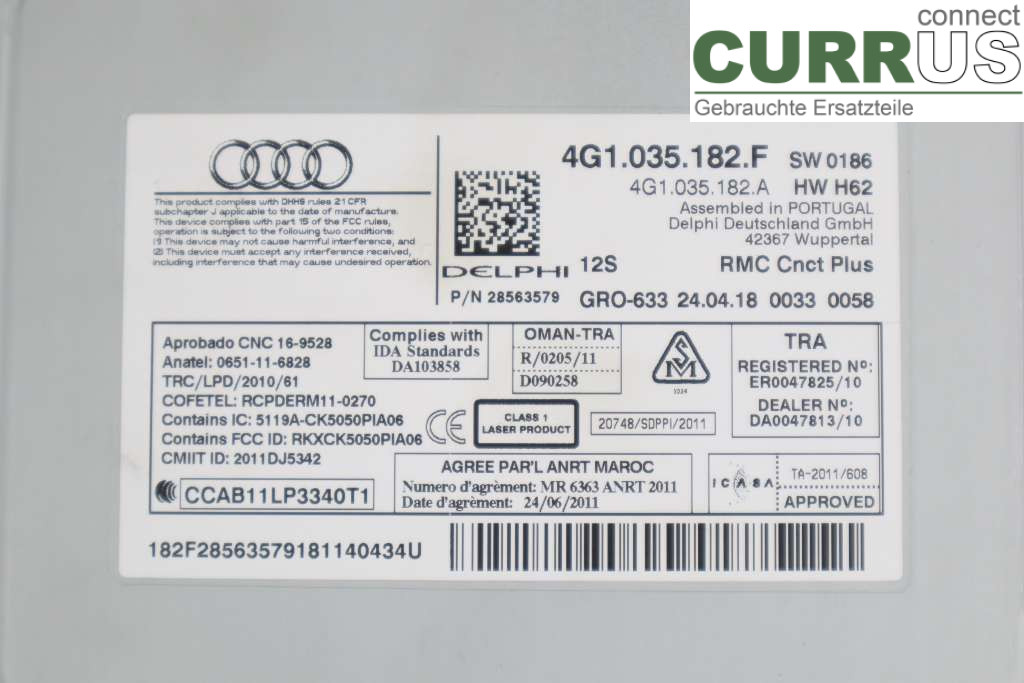 connect
CURRUS
Gebrauchte Ersatzteile
This product complies with DHHS rules 21 CFR
subchapter J applicable to the date of manufacture.
This device complies with part 15 of the FCC rules,
operation is subject to the following two conditions:
(1) This device may not cause harmful interference, and
(2) This device must accept any interference received,
including interference that may cause undesired operation.
DELPHI
P/N 28563579
4G1.035.182.F SW 0186
4G1.035.182.A HW H62
Assembled in PORTUGAL
Delphi Deutschland GmbH
42367 Wuppertal
12S RMC Cnct Plus
GRO-633 24.04.18 0033 0058
Aprobado CNC 16-9528
Anatel: 0651-11-6828
TRC/LPD/2010/61
COFETEL: RCPDERM11-0270
Contains IC: 5119A-CK5050PIA06
Contains FCC ID: RKXCK5050PIA06
CMIIT ID: 2011DJ5342
CCAB11LP3340T1
Complies with
IDA Standards
DA103858
OMAN-TRA
R/0205/11
D090258
CE
CLASS 1
LASER PRODUCT
SM
1024
20748/SDPPI/2011
TRA
REGISTERED Nº:
ER0047825/10
DEALER Nº:
DA0047813/10
AGREE PAR'L ANRT MAROC
Numero d'agrèment: MR 6363 ANRT 2011
Date d'agrèment: 24/06/2011
ICASA
TA-2011/608
APPROVED
182F28563579181140434U